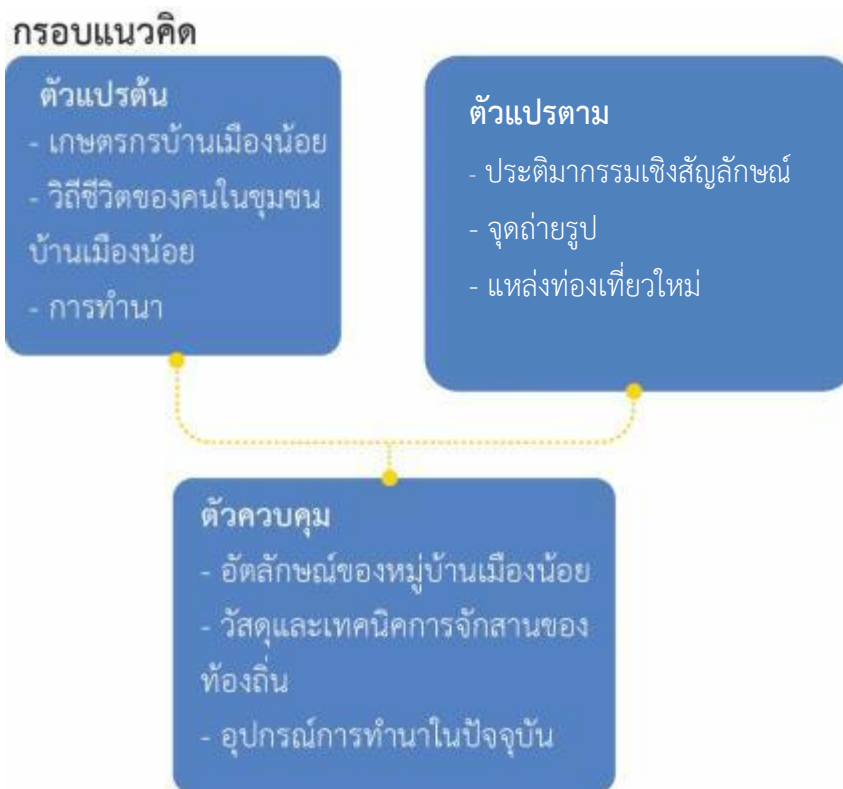 กรอบแนวคิด
ตัวแปรต้น
- เกษตรกรบ้านเมืองน้อย
- วิถีชีวิตของคนในชุมชน
บ้านเมืองน้อย
- การทำนา
ตัวแปรตาม
- ประติมากรรมเชิงสัญลักษณ์
- จุดถ่ายรูป
- แหล่งท่องเที่ยวใหม่
ตัวควบคุม
- อัตลักษณ์ของหมู่บ้านเมืองน้อย
- วัสดุและเทคนิคการจักสานของ
ท้องถิ่น
- อุปกรณ์การทำนาในปัจจุบัน